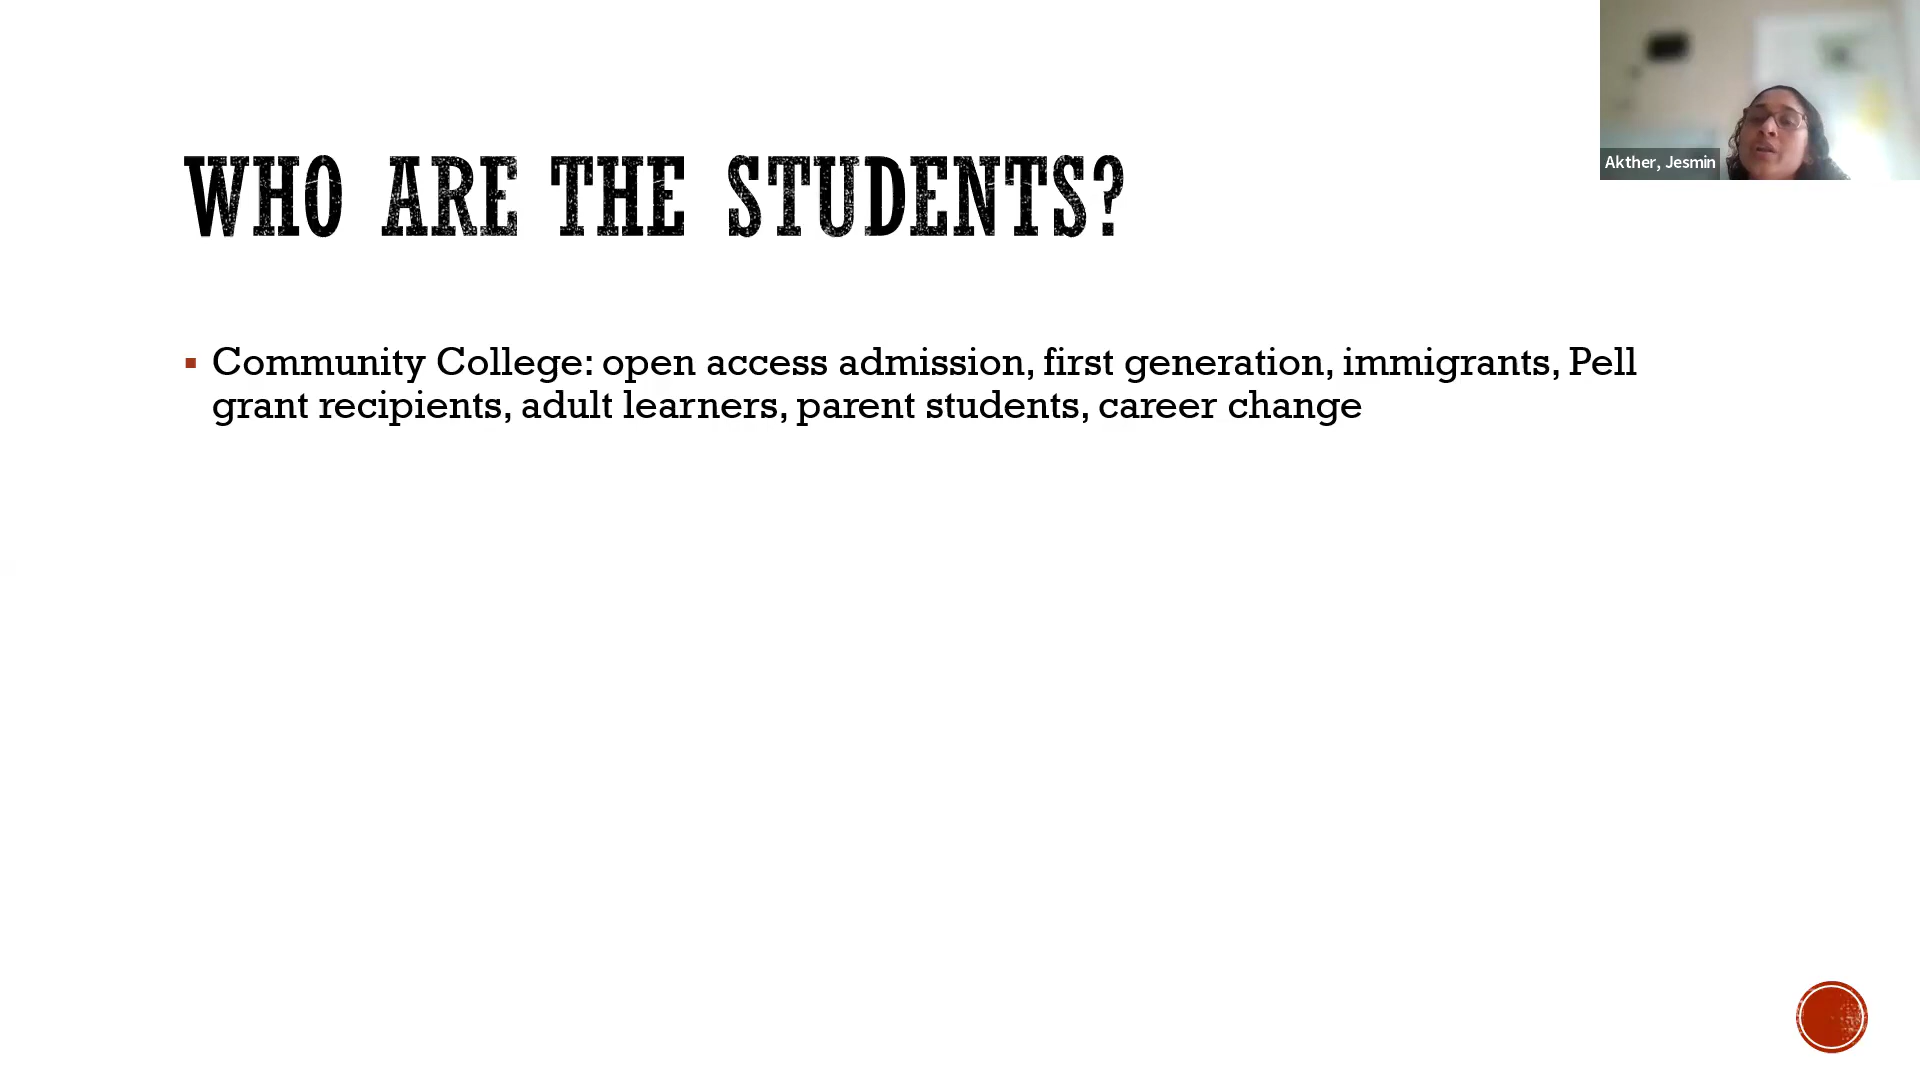 WHO ARE THE STUDENTS?
▪ Community College: open access admission, first generation, immigrants, Pell
grant recipients, adult learners, parent students, career change
Akther, Jesmin